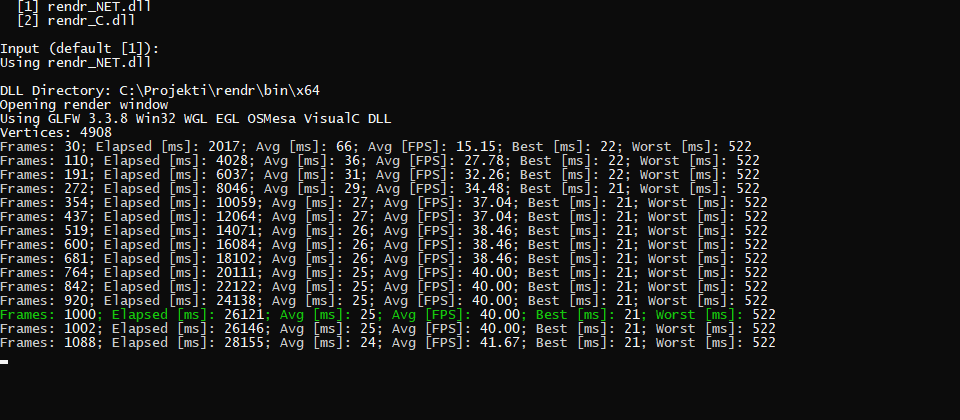 [1] rendr_NET.dll
[2] rendr_C.dll
Input (default [1]):
Using rendr_NET.dll
DLL Directory: C:\Projekti\rendr\bin\x64
Opening render window
Using GLFW 3.3.8 Win32 WGL EGL OSMesa VisualC DLL
Vertices: 4908
Frames: 30; Elapsed [ms]: 2017; Avg [ms]: 66; Avg [FPS]: 15.15; Best [ms]: 22; Worst [ms]: 522
Frames: 110; Elapsed [ms]: 4028; Avg [ms]: 36; Avg [FPS]: 27.78; Best [ms]: 22; Worst [ms]: 522
Frames: 191; Elapsed [ms]: 6037; Avg [ms]: 31; Avg [FPS]: 32.26; Best [ms]: 22; Worst [ms]: 522
Frames: 272; Elapsed [ms]: 8046; Avg [ms]: 29; Avg [FPS]: 34.48; Best [ms]: 21; Worst [ms]: 522
Frames: 354; Elapsed [ms]: 10059; Avg [ms]: 27; Avg [FPS]: 37.04; Best [ms]: 21; Worst [ms]: 522
Frames: 437; Elapsed [ms]: 12064; Avg [ms]: 27; Avg [FPS]: 37.04; Best [ms]: 21; Worst [ms]: 522
Frames: 519; Elapsed [ms]: 14071; Avg [ms]: 26; Avg [FPS]: 38.46; Best [ms]: 21; Worst [ms]: 522
Frames: 600; Elapsed [ms]: 16084; Avg [ms]: 26; Avg [FPS]: 38.46; Best [ms]: 21; Worst [ms]: 522
Frames: 681; Elapsed [ms]: 18102; Avg [ms]: 26; Avg [FPS]: 38.46; Best [ms]: 21; Worst [ms]: 522
Frames: 764; Elapsed [ms]: 20111; Avg [ms]: 25; Avg [FPS]: 40.00; Best [ms]: 21; Worst [ms]: 522
Frames: 842; Elapsed [ms]: 22122; Avg [ms]: 25; Avg [FPS]: 40.00; Best [ms]: 21; Worst [ms]: 522
Frames: 920; Elapsed [ms]: 24138; Avg [ms]: 25; Avg [FPS]: 40.00; Best [ms]: 21; Worst [ms]: 522
Frames: 1000; Elapsed [ms]: 26121; Avg [ms]: 25; Avg [FPS]: 40.00; Best [ms]: 21; Worst [ms]: 522
Frames: 1002; Elapsed [ms]: 26146; Avg [ms]: 25; Avg [FPS]: 40.00; Best [ms]: 21; Worst [ms]: 522
Frames: 1088; Elapsed [ms]: 28155; Avg [ms]: 24; Avg [FPS]: 41.67; Best [ms]: 21; Worst [ms]: 522